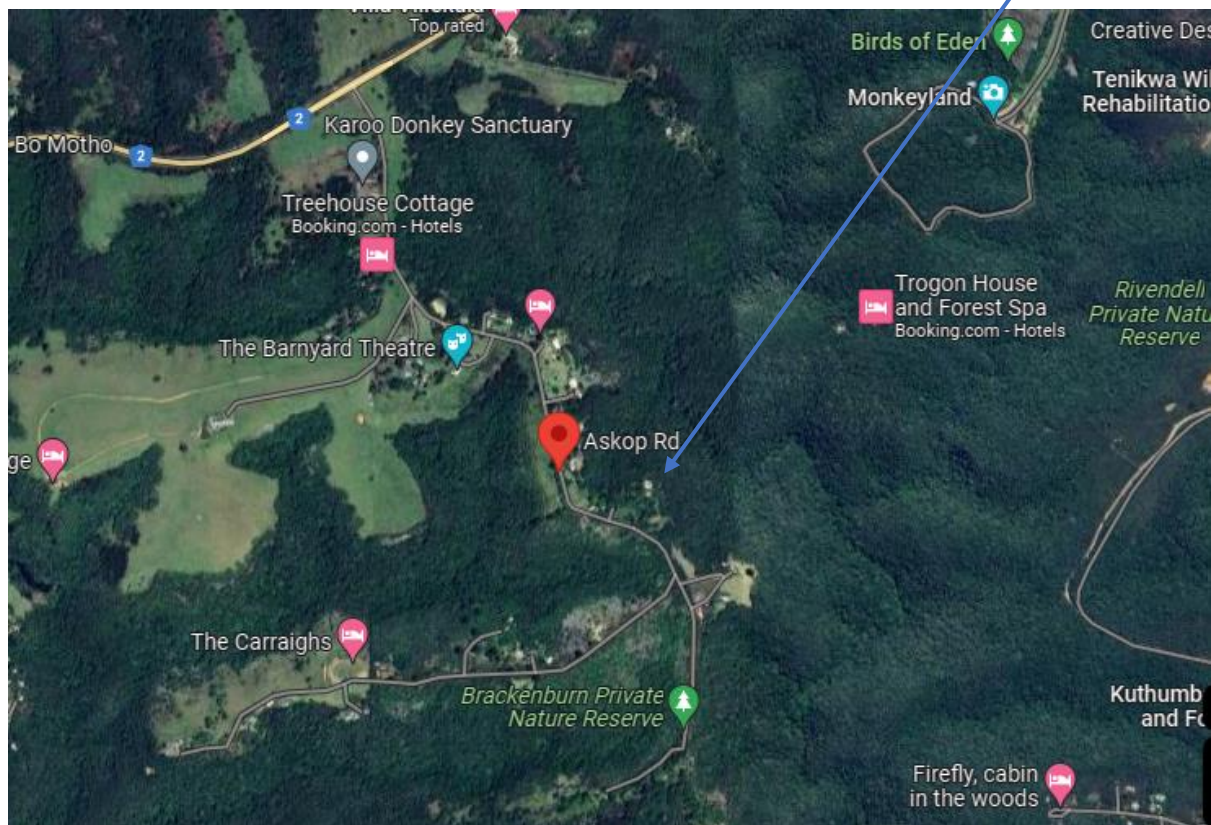 Top rated
Birds of Eden
Creative Des
Monkeyland
Tenikwa Wil
Rehabilitatio
2
Karoo Donkey Sanctuary
Bo Motho
2
Treehouse Cottage
Booking.com - Hotels
Trogon House
and Forest Spa
Booking.com - Hotels
Rivendell
Private Natu
Reserve
The Barnyard Theatre
Askop Rd
ge
The Carraighs
Brackenburn Private
Nature Reserve
Kuthumb
and Fo
Firefly, cabin
in the woods